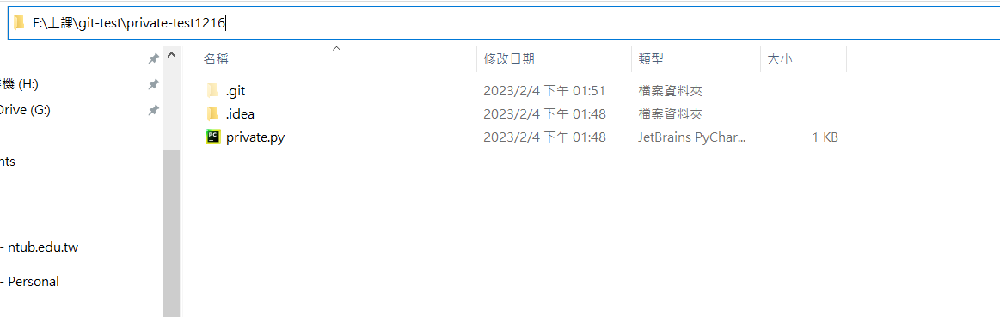 E:\上課\git-test\private-test1216
名稱 修改日期 類型 大小
機 (H:)
Drive (G:)
nts
- ntub.edu.tw
- Personal
.git 2023/2/4 下午 01:51 檔案資料夾
.idea 2023/2/4 下午 01:48 檔案資料夾
private.py 2023/2/4 下午 01:48 JetBrains PyChar... 1 KB